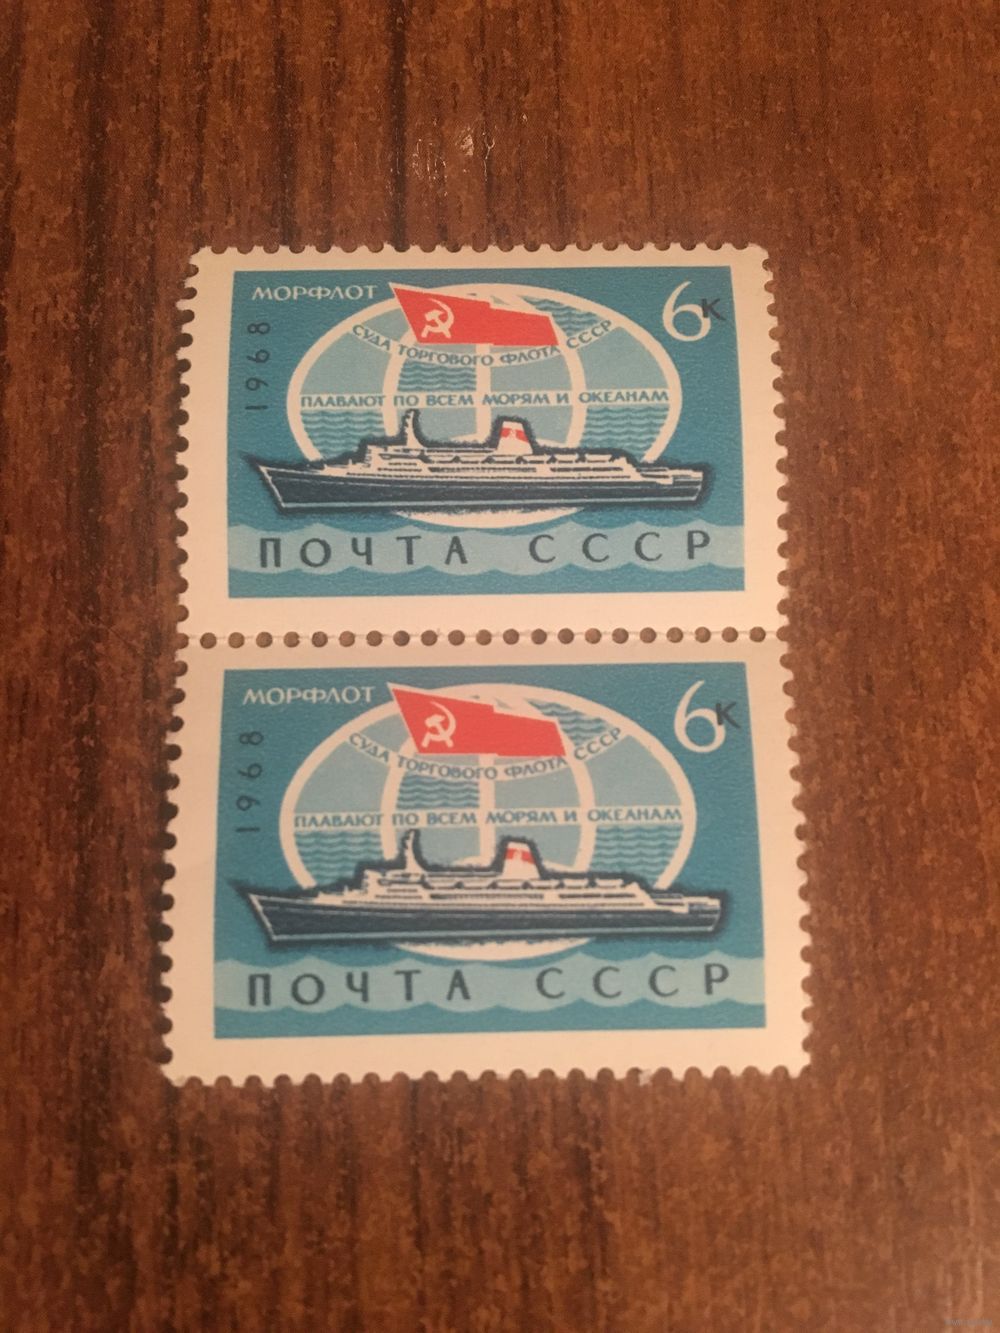 МОРФЛОТ
6к
1968
СУДА ТОРГОВОГО ФЛОТА СССР
ПЛАВАЮТ ПО ВСЕМ МОРЯМ И ОКЕАНАМ
ПОЧТА СССР
МОРФЛОТ
6к
1968
СУДА ТОРГОВОГО ФЛОТА СССР
ПЛАВАЮТ ПО ВСЕМ МОРЯМ И ОКЕАНАМ
ПОЧТА СССР